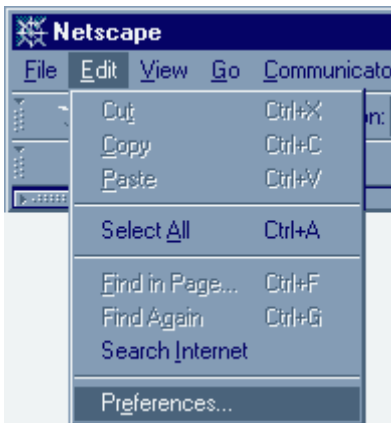 Netscape
File Edit View Go Communicato
on:
Cut Ctrl+X
Copy Ctrl+C
Paste Ctrl+V
Select All Ctrl+A
Find in Page... Ctrl+F
Find Again Ctrl+G
Search Internet
Preferences...